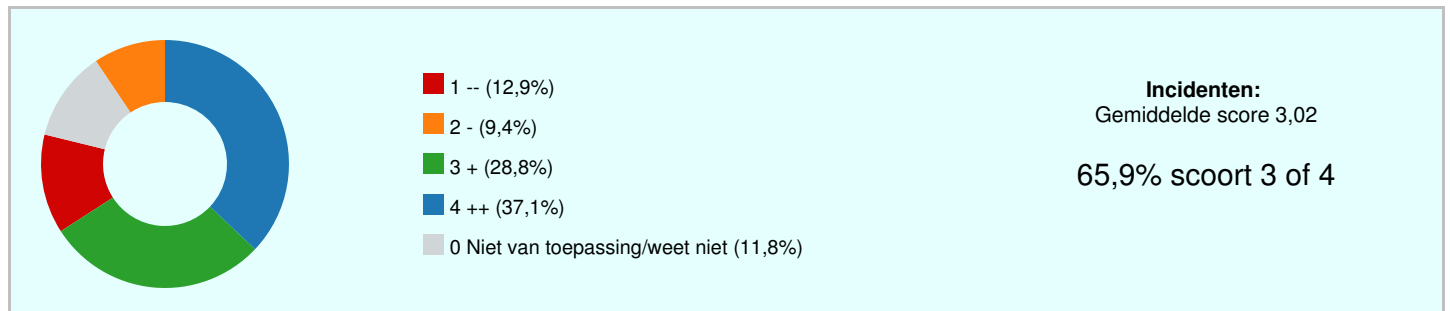 1 -- (12,9%)
2 - (9,4%)
3 + (28,8%)
4 ++ (37,1%)
0 Niet van toepassing/weet niet (11,8%)
Incidenten:
Gemiddelde score 3,02
65,9% scoort 3 of 4